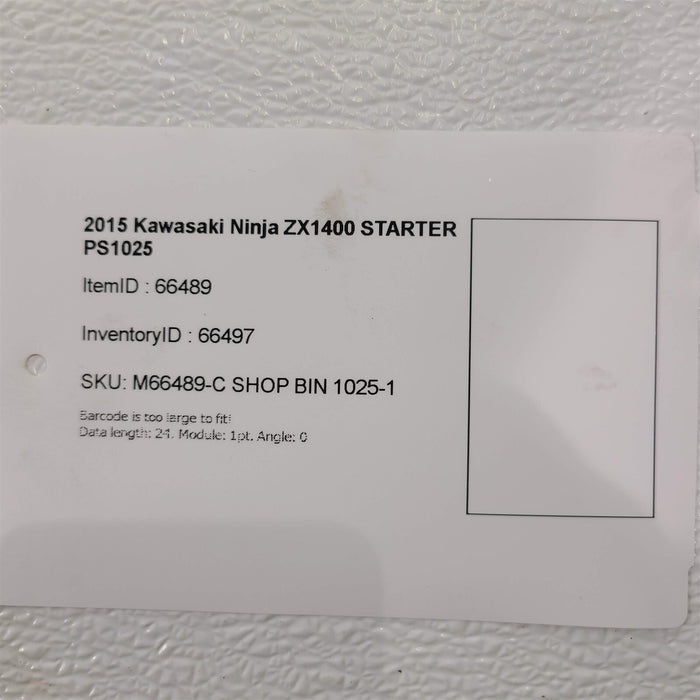 2015 Kawasaki Ninja ZX1400 STARTER
PS1025
ItemID : 66489
InventoryID : 66497
SKU: M66489-C SHOP BIN 1025-1
Barcode is too large to fit!
Data length: 24, Module: 1pt. Angle: 0